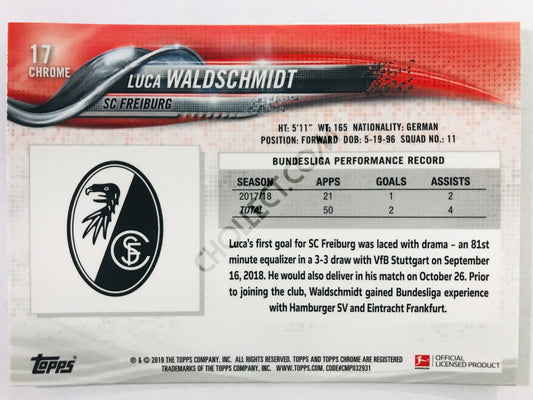 17
CHROME
LUCA WALDSCHMIDT
SC FREIBURG
HT: 5'11" WT: 165 NATIONALITY: GERMAN
POSITION: FORWARD DOB: 5-19-96 SQUAD NO.: 11
BUNDESLIGA PERFORMANCE RECORD
SEASON APPS GOALS ASSISTS
2017/18 21 1 2
TOTAL 50 2 4
Luca's first goal for SC Freiburg was laced with drama – an 81st
minute equalizer in a 3-3 draw with VfB Stuttgart on September
16, 2018. He would also deliver in his match on October 26. Prior
to joining the club, Waldschmidt gained Bundesliga experience
with Hamburger SV and Eintracht Frankfurt.
SC
TOPPS
® & © 2019 THE TOPPS COMPANY, INC. ALL RIGHTS RESERVED. TOPPS AND TOPPS CHROME ARE REGISTERED
TRADEMARKS OF THE TOPPS COMPANY, INC. WWW.TOPPS.COM. CODE#CMP032931
BUNDESLIGA
OFFICIAL
LICENSED PRODUCT
CHOLLECT.COM